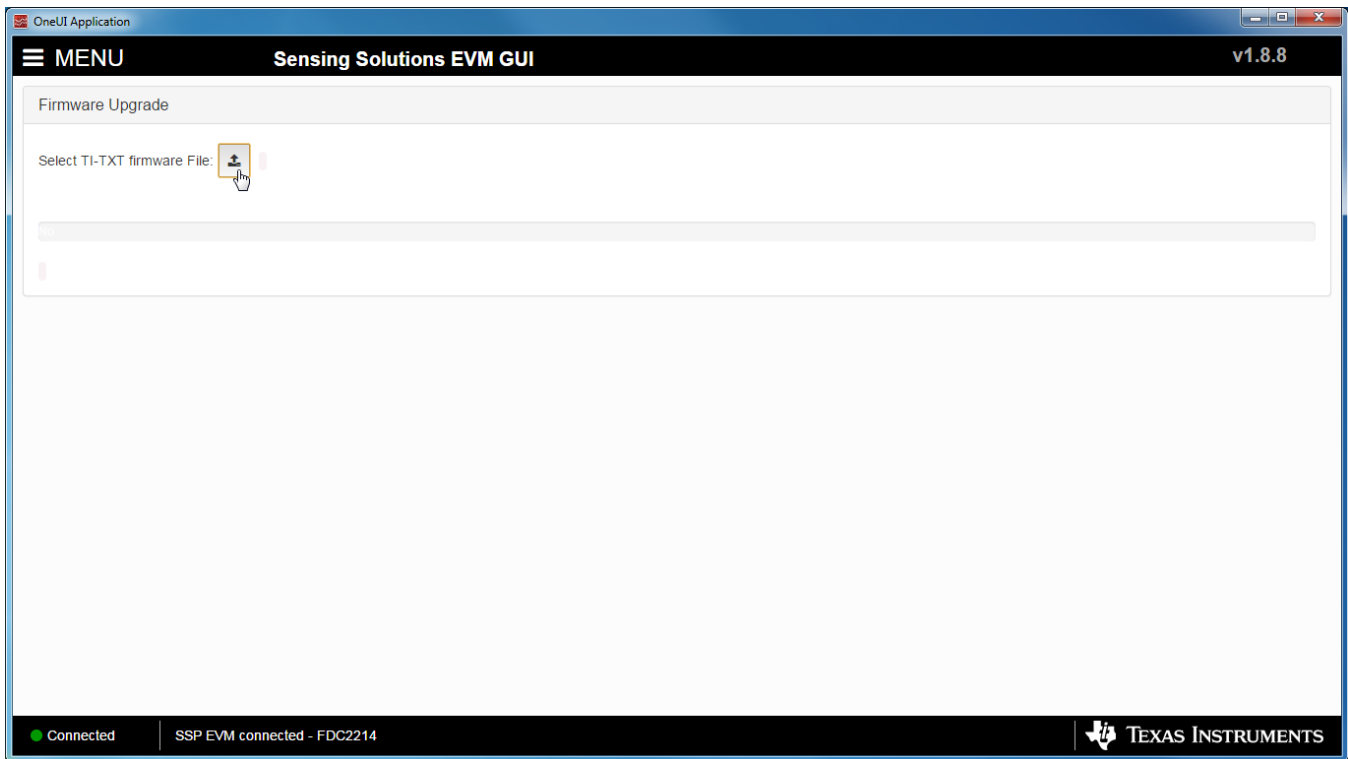 OneUI Application
MENU
Sensing Solutions EVM GUI
v1.8.8
Firmware Upgrade
Select TI-TXT firmware File:
No
Connected
SSP EVM connected - FDC2214
TEXAS INSTRUMENTS